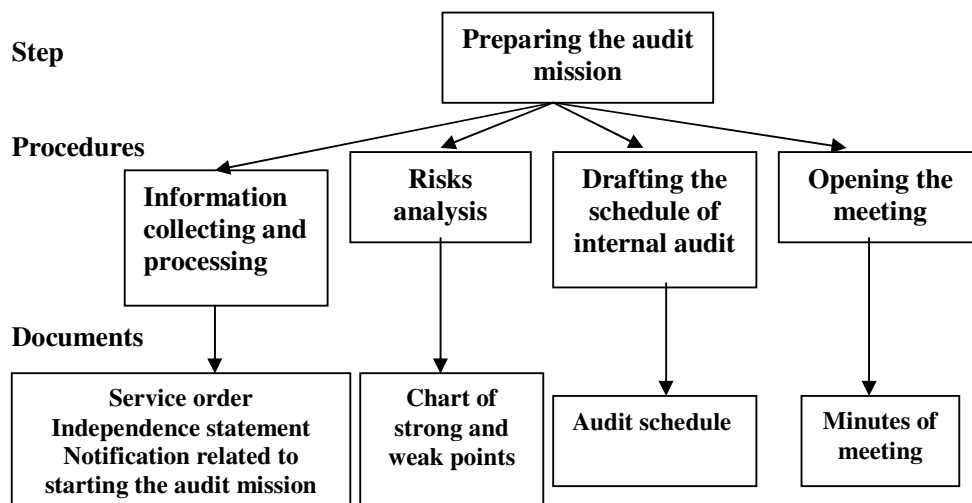 Step
Preparing the audit
mission
Procedures
Information
collecting and
processing
Risks
analysis
Drafting the
schedule of
internal audit
Opening the
meeting
Documents
Service order
Independence statement
Notification related to
starting the audit mission
Chart of
strong and
weak points
Audit schedule
Minutes of
meeting